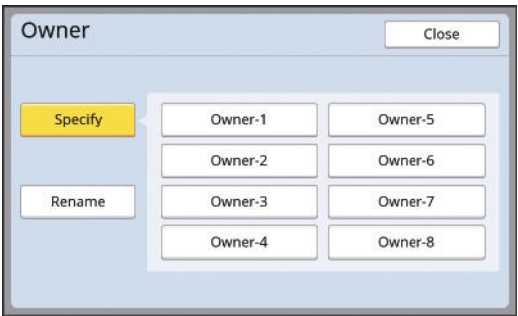 Owner
Close
Specify
Owner-1
Owner-5
Owner-2
Owner-6
Rename
Owner-3
Owner-7
Owner-4
Owner-8